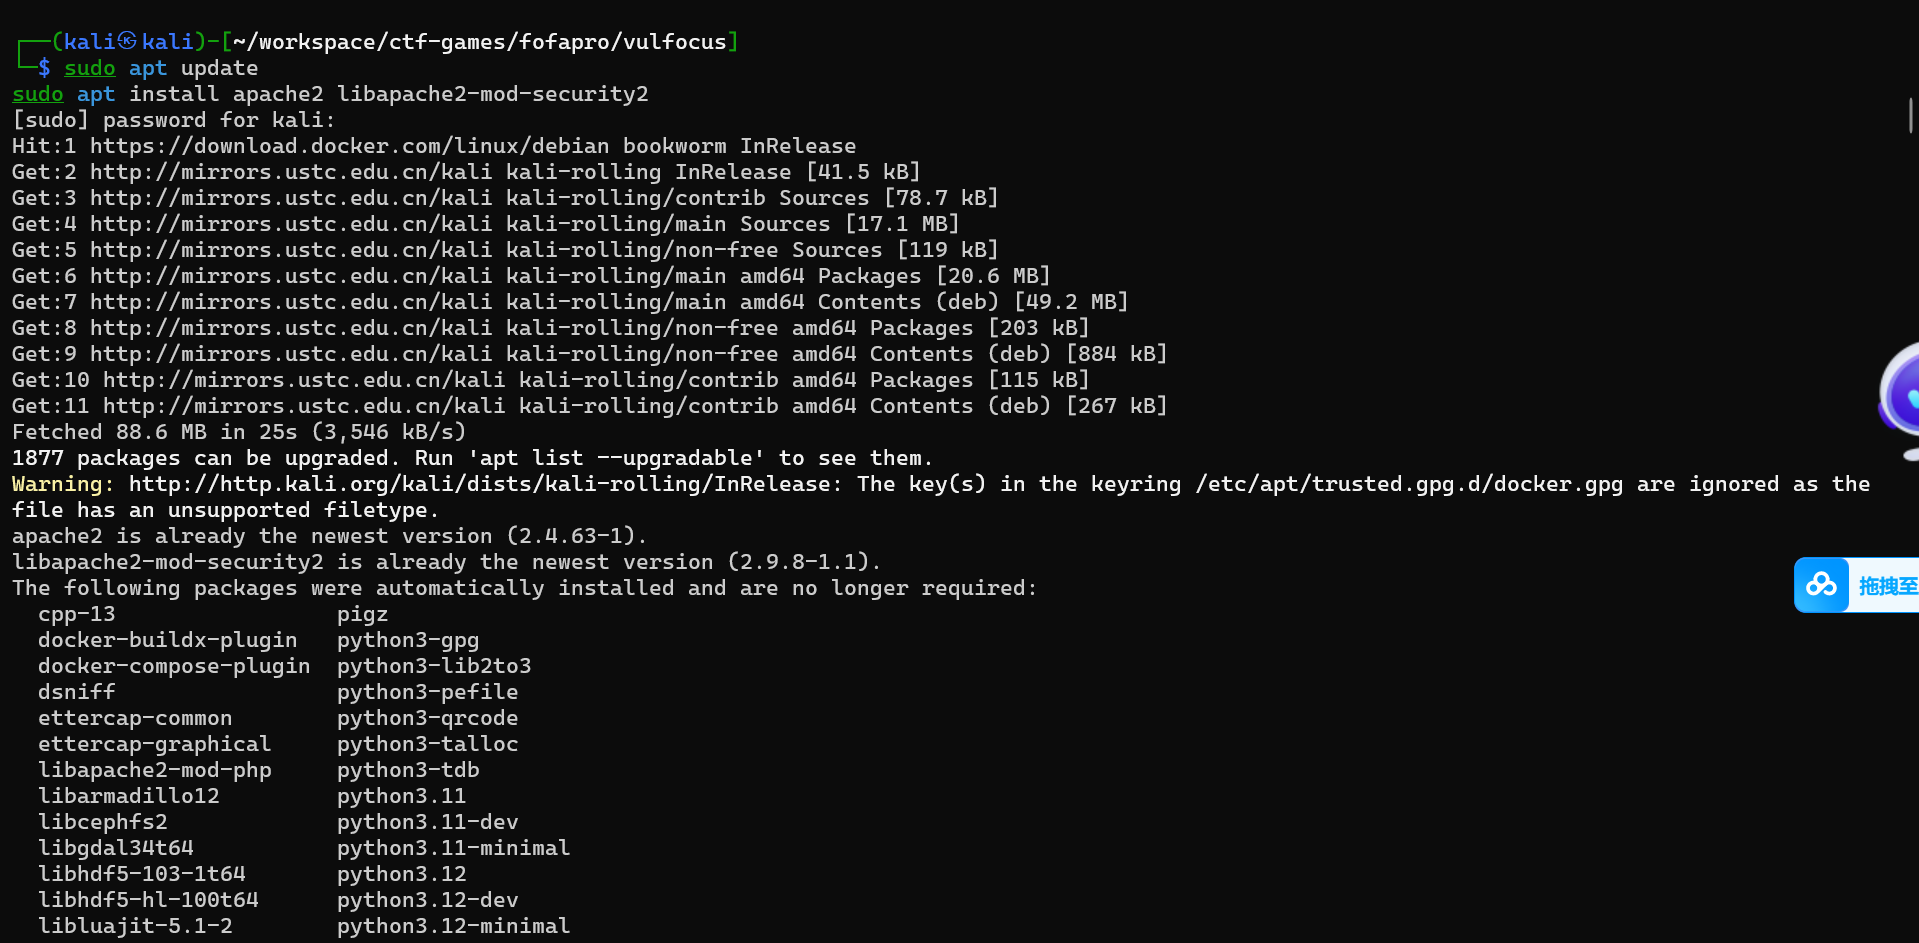 ┌──(kali㉿kali)-[~/workspace/ctf-games/fofapro/vulfocus]
└─$ sudo apt update
sudo apt install apache2 libapache2-mod-security2
[sudo] password for kali:
Hit:1 https://download.docker.com/linux/debian bookworm InRelease
Get:2 http://mirrors.ustc.edu.cn/kali kali-rolling InRelease [41.5 kB]
Get:3 http://mirrors.ustc.edu.cn/kali kali-rolling/contrib Sources [78.7 kB]
Get:4 http://mirrors.ustc.edu.cn/kali kali-rolling/main Sources [17.1 MB]
Get:5 http://mirrors.ustc.edu.cn/kali kali-rolling/non-free Sources [119 kB]
Get:6 http://mirrors.ustc.edu.cn/kali kali-rolling/main amd64 Packages [20.6 MB]
Get:7 http://mirrors.ustc.edu.cn/kali kali-rolling/main amd64 Contents (deb) [49.2 MB]
Get:8 http://mirrors.ustc.edu.cn/kali kali-rolling/non-free amd64 Packages [203 kB]
Get:9 http://mirrors.ustc.edu.cn/kali kali-rolling/non-free amd64 Contents (deb) [884 kB]
Get:10 http://mirrors.ustc.edu.cn/kali kali-rolling/contrib amd64 Packages [115 kB]
Get:11 http://mirrors.ustc.edu.cn/kali kali-rolling/contrib amd64 Contents (deb) [267 kB]
Fetched 88.6 MB in 25s (3,546 kB/s)
1877 packages can be upgraded. Run 'apt list --upgradable' to see them.
Warning: http://http.kali.org/kali/dists/kali-rolling/InRelease: The key(s) in the keyring /etc/apt/trusted.gpg.d/docker.gpg are ignored as the
file has an unsupported filetype.
apache2 is already the newest version (2.4.63-1).
libapache2-mod-security2 is already the newest version (2.9.8-1.1).
The following packages were automatically installed and are no longer required:
  cpp-13                 pigz
  docker-buildx-plugin   python3-gpg
  docker-compose-plugin  python3-lib2to3
  dsniff                 python3-pefile
  ettercap-common        python3-qrcode
  ettercap-graphical     python3-talloc
  libapache2-mod-php     python3-tdb
  libarmadillo12         python3.11
  libcephfs2             python3.11-dev
  libgdal34t64           python3.11-minimal
  libhdf5-103-1t64       python3.12
  libhdf5-hl-100t64      python3.12-dev
  libluajit-5.1-2        python3.12-minimal
拖拽至